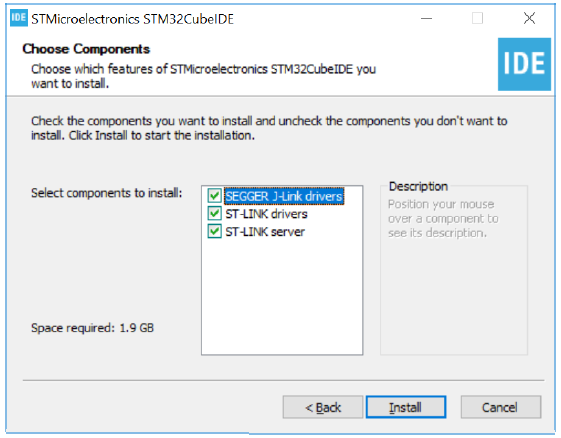 IDE STMicroelectronics STM32CubeIDE
Choose Components
Choose which features of STMicroelectronics STM32CubeIDE you
want to install.
IDE
Check the components you want to install and uncheck the components you don't want to
install. Click Install to start the installation.
Select components to install:
SEGGER J-Link drivers
ST-LINK drivers
ST-LINK server
Description
Position your mouse
over a component to
see its description.
Space required: 1.9 GB
< Back
Install
Cancel